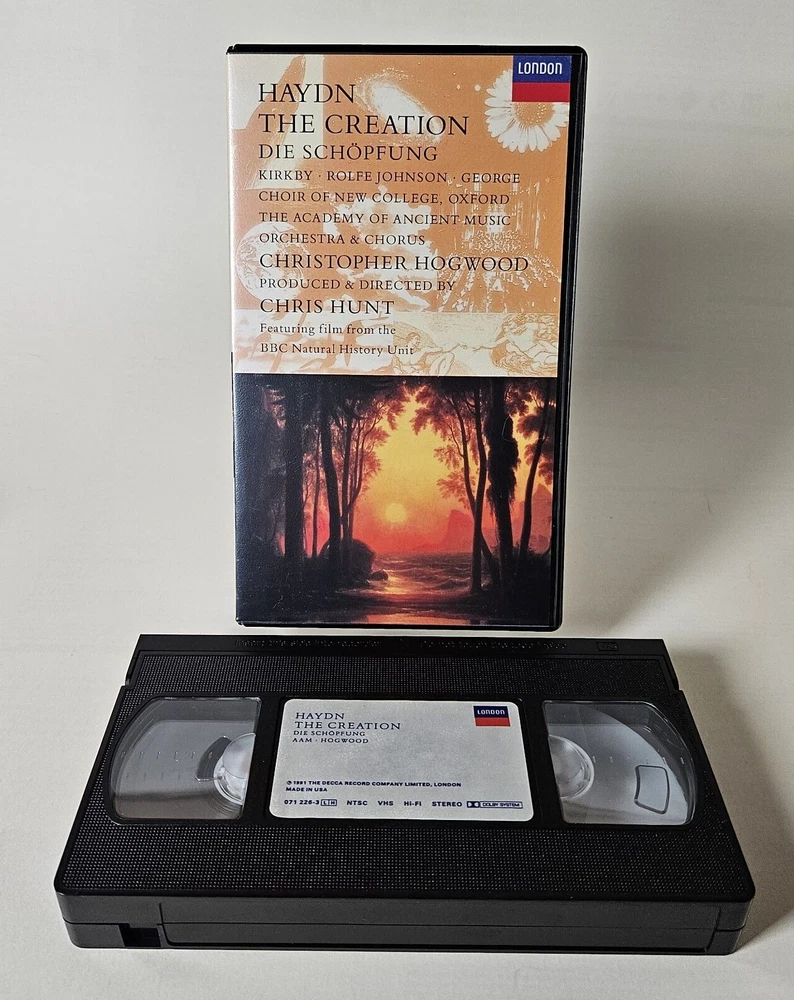 LONDON
HAYDN
THE CREATION
DIE SCHÖPFUNG
KIRKBY · ROLFE JOHNSON · GEORGE
CHOIR OF NEW COLLEGE, OXFORD
THE ACADEMY OF ANCIENT MUSIC
ORCHESTRA & CHORUS
CHRISTOPHER HOGWOOD
PRODUCED & DIRECTED BY
CHRIS HUNT
Featuring film from the
BBC Natural History Unit
LONDON
HAYDN
THE CREATION
DIE SCHÖPFUNG
AAM · HOGWOOD
℗ 1991 THE DECCA RECORD COMPANY LIMITED, LONDON
MADE IN USA
071 226-3 LH NTSC VHS HI-FI STEREO DOLBY SYSTEM